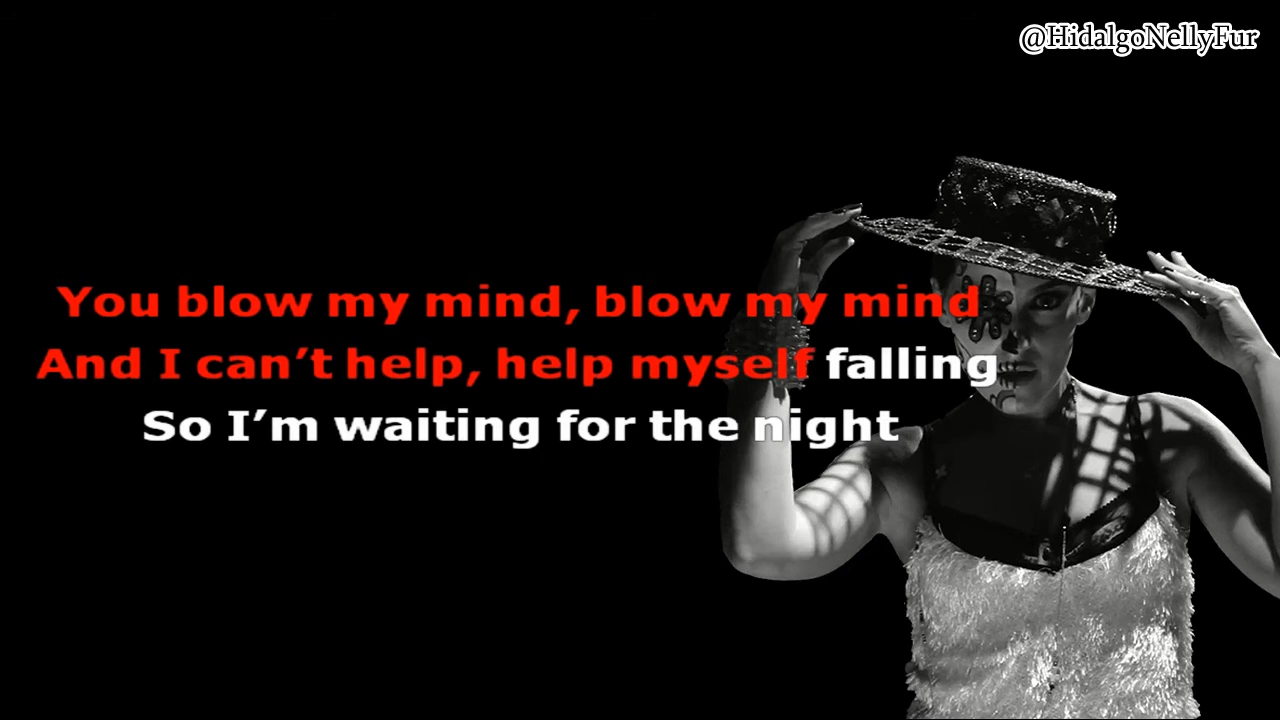 @HidalgoNellyFur
You blow my mind, blow my mind
And I can’t help, help myself falling
So I’m waiting for the night